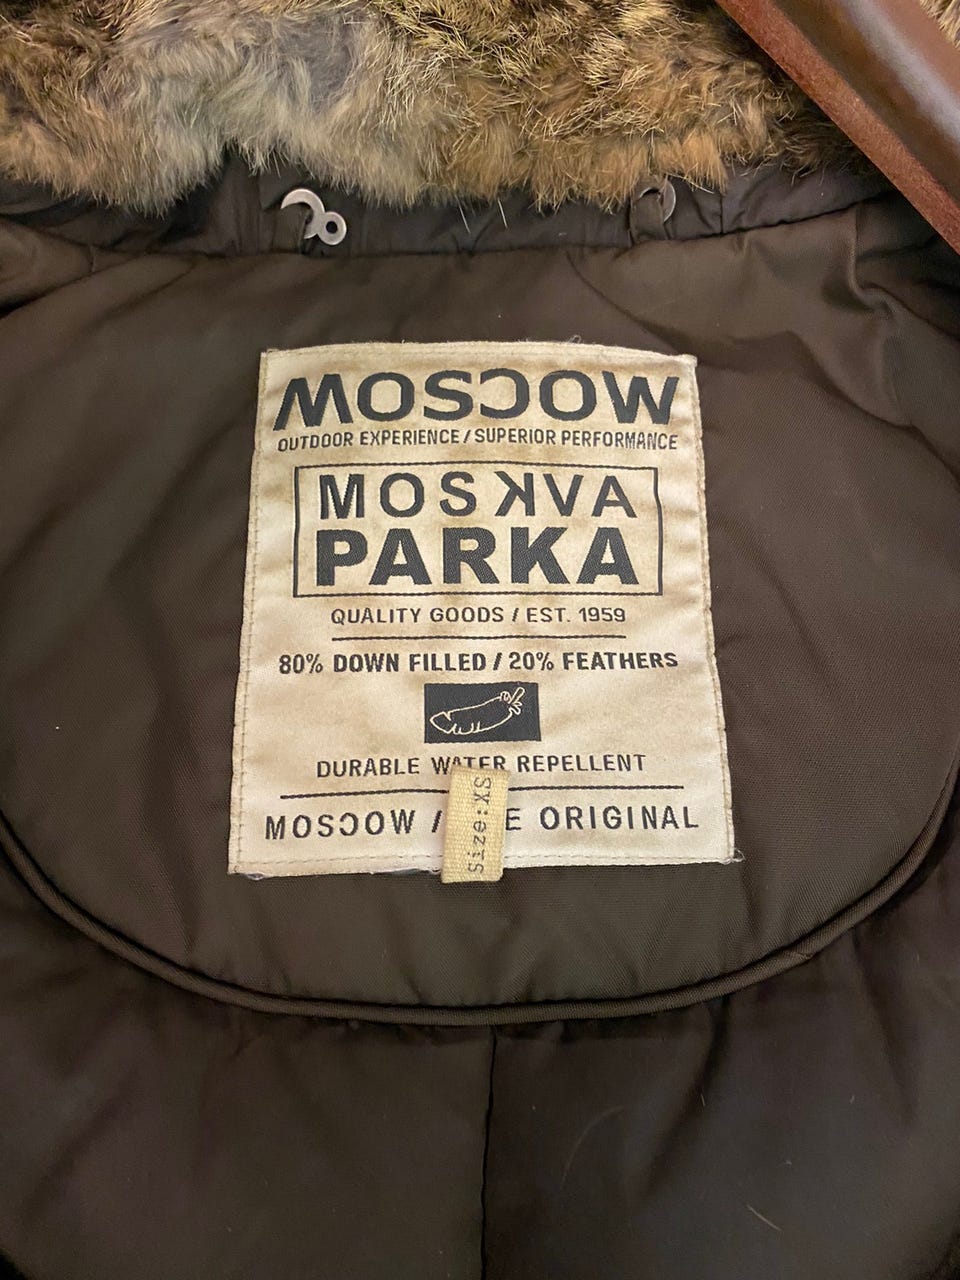 MOSCOW
OUTDOOR EXPERIENCE / SUPERIOR PERFORMANCE
MOSKVA
PARKA
QUALITY GOODS / EST. 1959
80% DOWN FILLED / 20% FEATHERS
DURABLE WATER REPELLENT
MOSCOW / E ORIGINAL
Size:XS